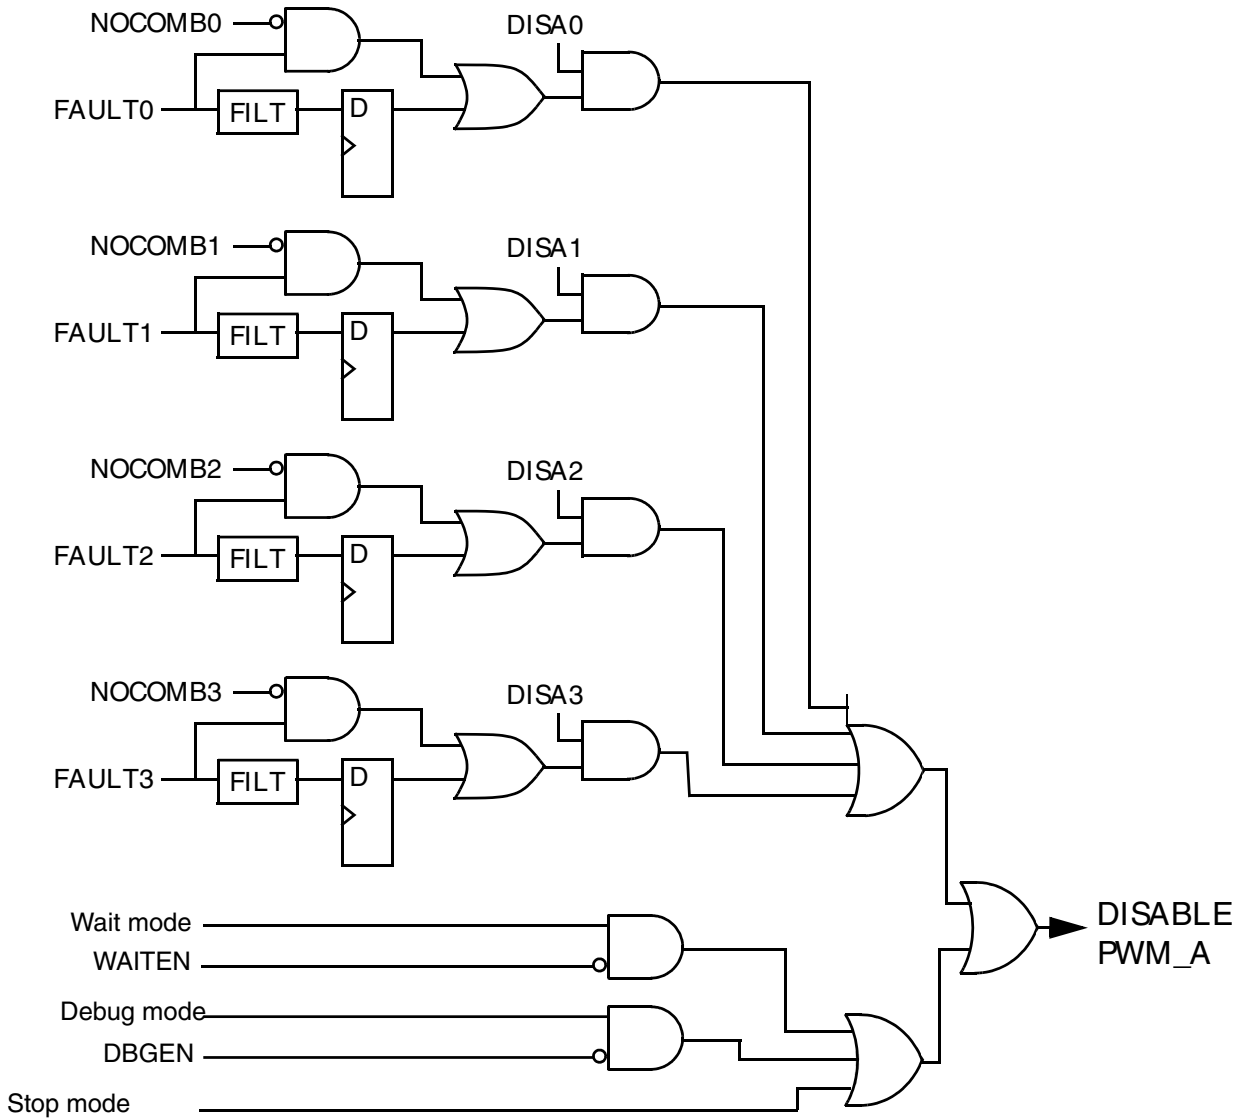 NOCOMB0
DISA0
FAULT0
FILT
D
NOCOMB1
DISA1
FAULT1
FILT
D
NOCOMB2
DISA2
FAULT2
FILT
D
NOCOMB3
DISA3
FAULT3
FILT
D
Wait mode
WAITEN
Debug mode
DBGEN
Stop mode
DISABLE
PWM_A